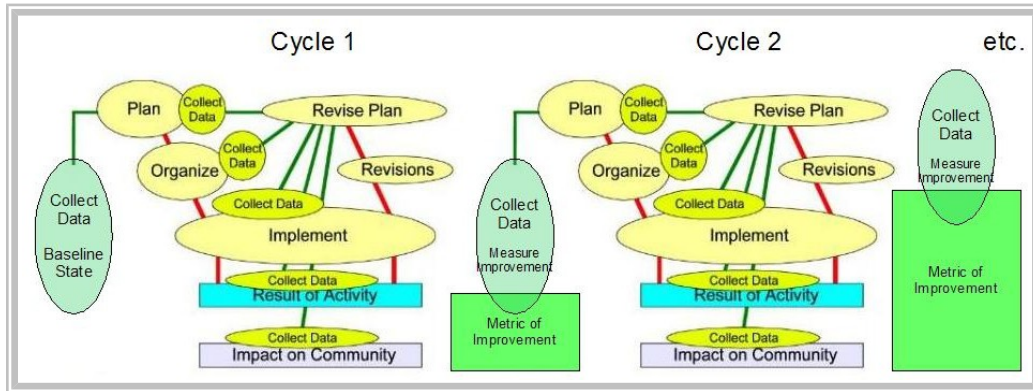 Cycle 1
Cycle 2
etc.
Collect
Data
Baseline
State
Plan
Collect
Data
Revise Plan
Organize
Collect
Data
Revisions
Collect Data
Implement
Collect Data
Result of Activity
Collect Data
Impact on Community
Collect
Data
Measure
Improvement
Metric of
Improvement
Plan
Collect
Data
Revise Plan
Organize
Collect
Data
Revisions
Collect Data
Implement
Collect Data
Result of Activity
Collect Data
Impact on Community
Collect
Data
Measure
Improvement
Metric of
Improvement